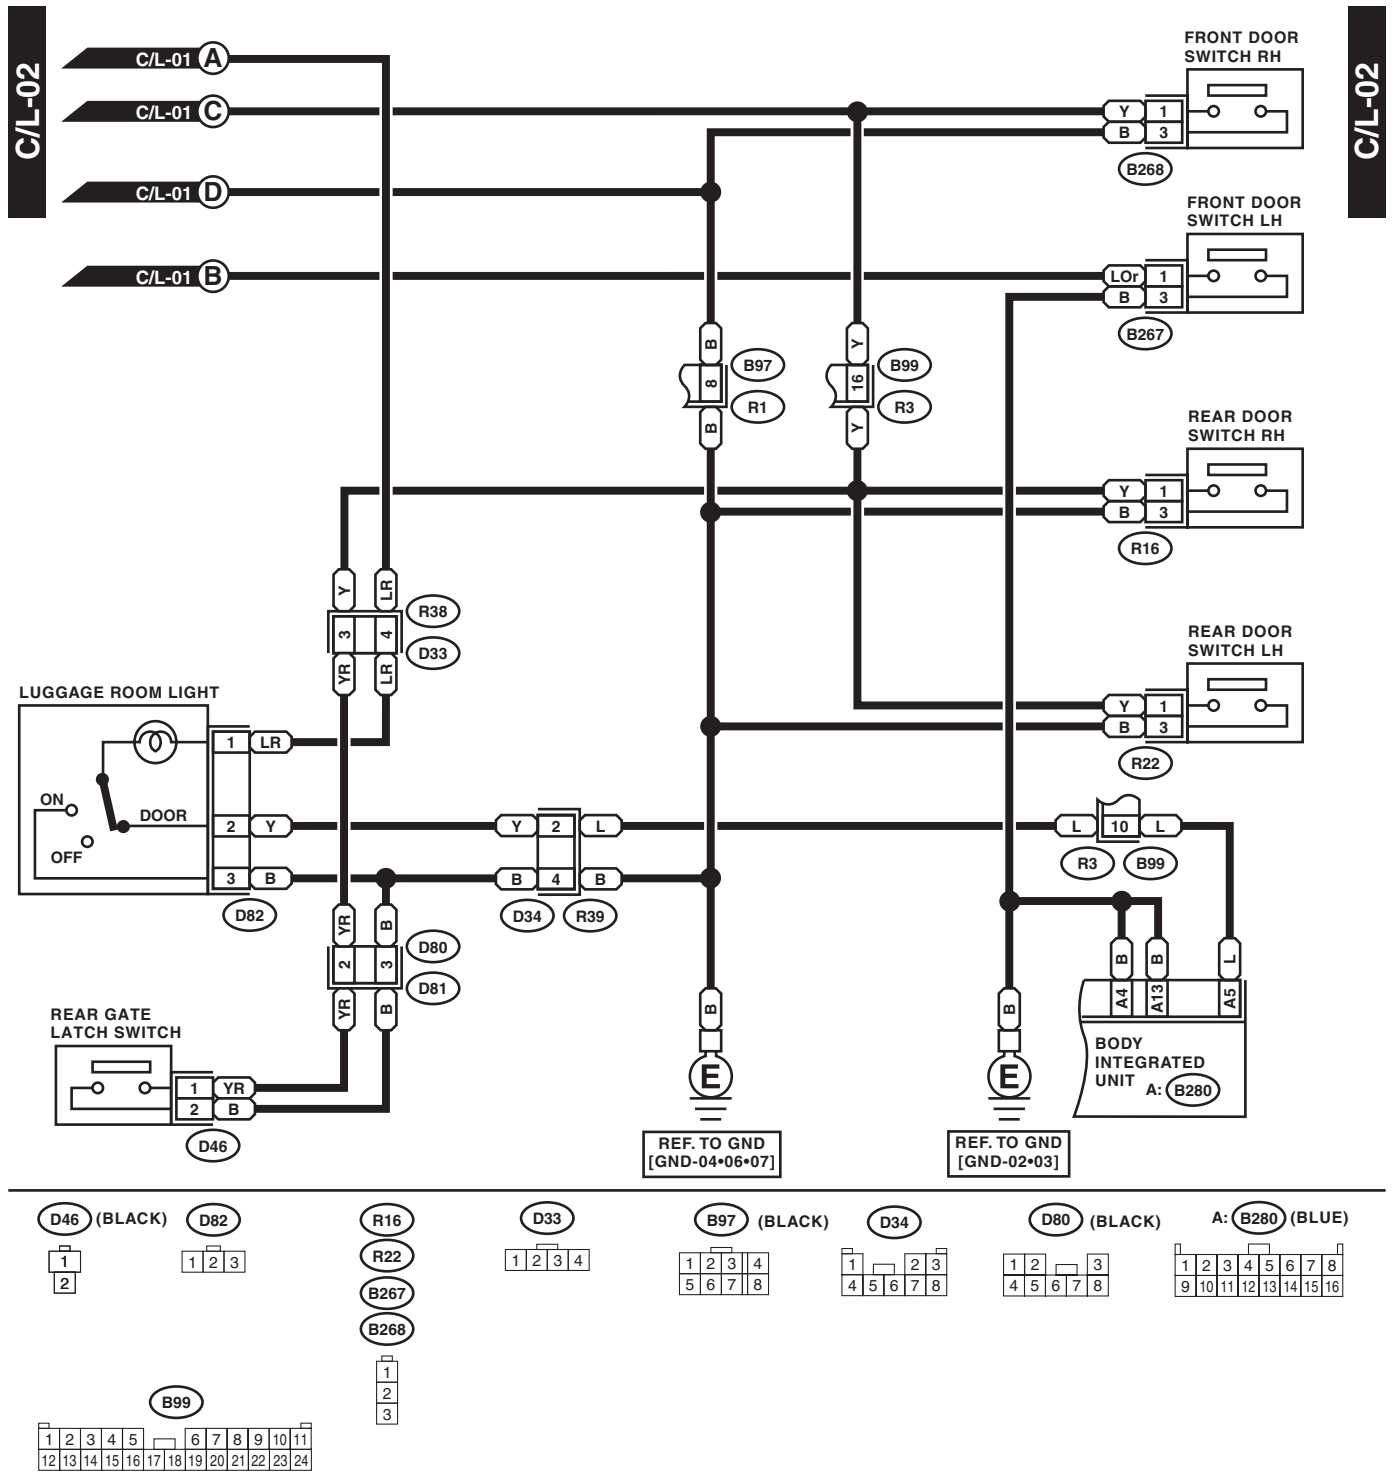 C/L-02
C/L-02
C/L-01 A
C/L-01 C
C/L-01 D
C/L-01 B
FRONT DOOR
SWITCH RH
Y 1
B 3
B268
FRONT DOOR
SWITCH LH
LOr 1
B 3
B267
B
8
B
B97
R1
Y
16
Y
B99
R3
REAR DOOR
SWITCH RH
Y 1
B 3
R16
Y LR
3 4
YR LR
R38
D33
REAR DOOR
SWITCH LH
Y 1
B 3
R22
LUGGAGE ROOM LIGHT
ON
OFF
DOOR
1 LR
2 Y
3 B
D82
Y 2 L
B 4 B
D34 R39
L 10 L
R3 B99
YR B
2 3
YR B
D80
D81
REAR GATE
LATCH SWITCH
1 YR
2 B
D46
B
E
REF. TO GND
[GND-04•06•07]
B
E
REF. TO GND
[GND-02•03]
B B L
A4 A13 A5
BODY
INTEGRATED
UNIT
A: B280
D46 (BLACK)
1
2
D82
1 2 3
R16
R22
B267
B268
1
2
3
D33
1 2 3 4
B97 (BLACK)
1 2 3 4
5 6 7 8
D34
1 2 3
4 5 6 7 8
D80 (BLACK)
1 2 3
4 5 6 7 8
A: B280 (BLUE)
1 2 3 4 5 6 7 8
9 10 11 12 13 14 15 16
B99
1 2 3 4 5 6 7 8 9 10 11
12 13 14 15 16 17 18 19 20 21 22 23 24